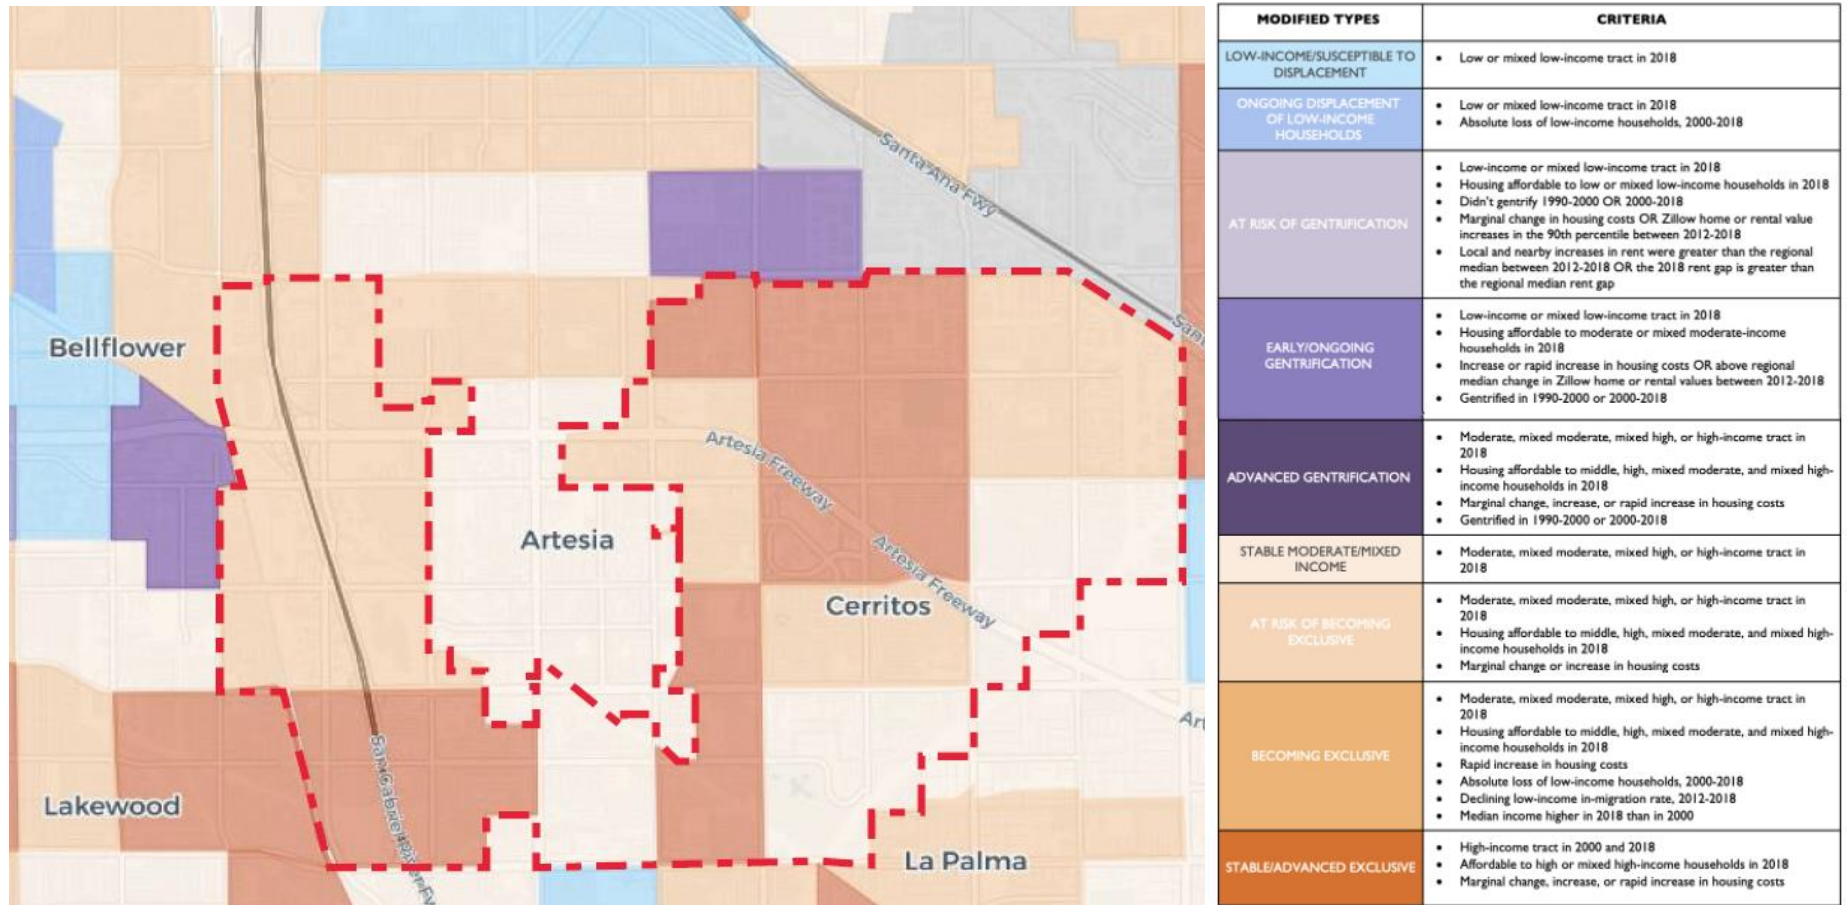 Santa Ana Fwy
San
Bellflower
Artesia Freeway
Artesia
Artesia Freeway
Cerritos
Art
Lakewood
La Palma
MODIFIED TYPES
CRITERIA
LOW-INCOME/SUSCEPTIBLE TO
DISPLACEMENT
• Low or mixed low-income tract in 2018
ONGOING DISPLACEMENT
OF LOW-INCOME
HOUSEHOLDS
• Low or mixed low-income tract in 2018
• Absolute loss of low-income households, 2000-2018
AT RISK OF GENTRIFICATION
• Low-income or mixed low-income tract in 2018
• Housing affordable to low or mixed low-income households in 2018
• Didn't gentrify 1990-2000 OR 2000-2018
• Marginal change in housing costs OR Zillow home or rental value
increases in the 90th percentile between 2012-2018
• Local and nearby increases in rent were greater than the regional
median between 2012-2018 OR the 2018 rent gap is greater than
the regional median rent gap
EARLY/ONGOING
GENTRIFICATION
• Low-income or mixed low-income tract in 2018
• Housing affordable to moderate or mixed moderate-income
households in 2018
• Increase or rapid increase in housing costs OR above regional
median change in Zillow home or rental values between 2012-2018
• Gentrified in 1990-2000 or 2000-2018
ADVANCED GENTRIFICATION
• Moderate, mixed moderate, mixed high, or high-income tract in
2018
• Housing affordable to middle, high, mixed moderate, and mixed high-
income households in 2018
• Marginal change, increase, or rapid increase in housing costs
• Gentrified in 1990-2000 or 2000-2018
STABLE MODERATE/MIXED
INCOME
• Moderate, mixed moderate, mixed high, or high-income tract in
2018
AT RISK OF BECOMING
EXCLUSIVE
• Moderate, mixed moderate, mixed high, or high-income tract in
2018
• Housing affordable to middle, high, mixed moderate, and mixed high-
income households in 2018
• Marginal change or increase in housing costs
BECOMING EXCLUSIVE
• Moderate, mixed moderate, mixed high, or high-income tract in
2018
• Housing affordable to middle, high, mixed moderate, and mixed high-
income households in 2018
• Rapid increase in housing costs
• Absolute loss of low-income households, 2000-2018
• Declining low-income in-migration rate, 2012-2018
• Median income higher in 2018 than in 2000
STABLE/ADVANCED EXCLUSIVE
• High-income tract in 2000 and 2018
• Affordable to high or mixed high-income households in 2018
• Marginal change, increase, or rapid increase in housing costs